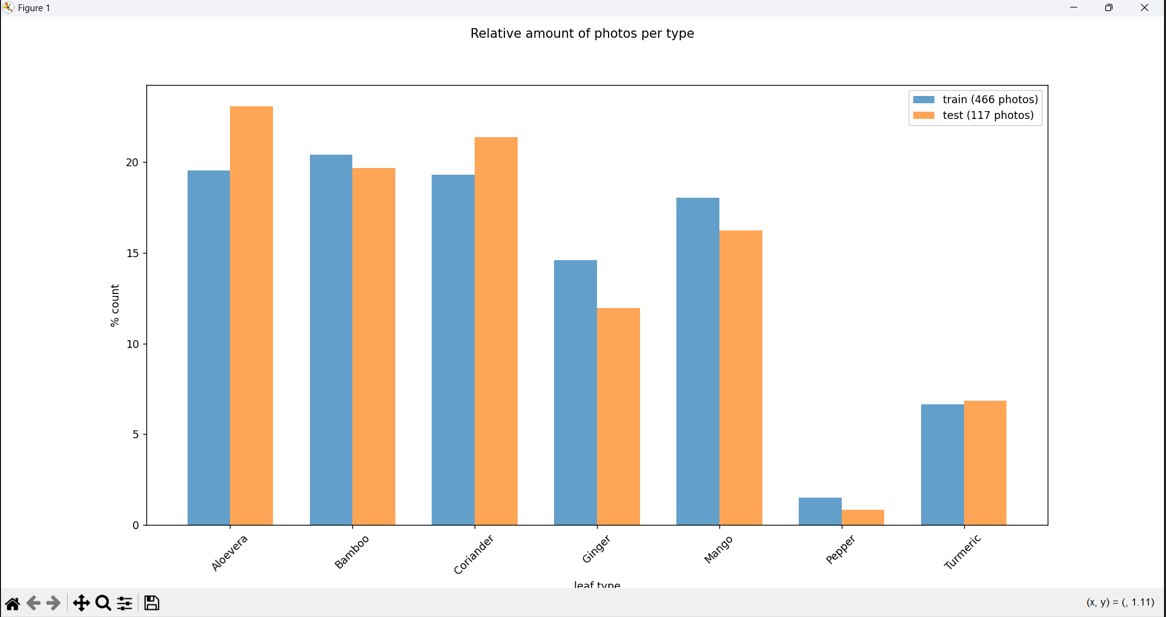 Figure 1
Relative amount of photos per type
train (466 photos)
test (117 photos)
20
15
10
5
0
% count
Aloevera
Bamboo
Coriander
Ginger
Mango
Pepper
Turmeric
leaf type
(x, y) = (, 1.11)